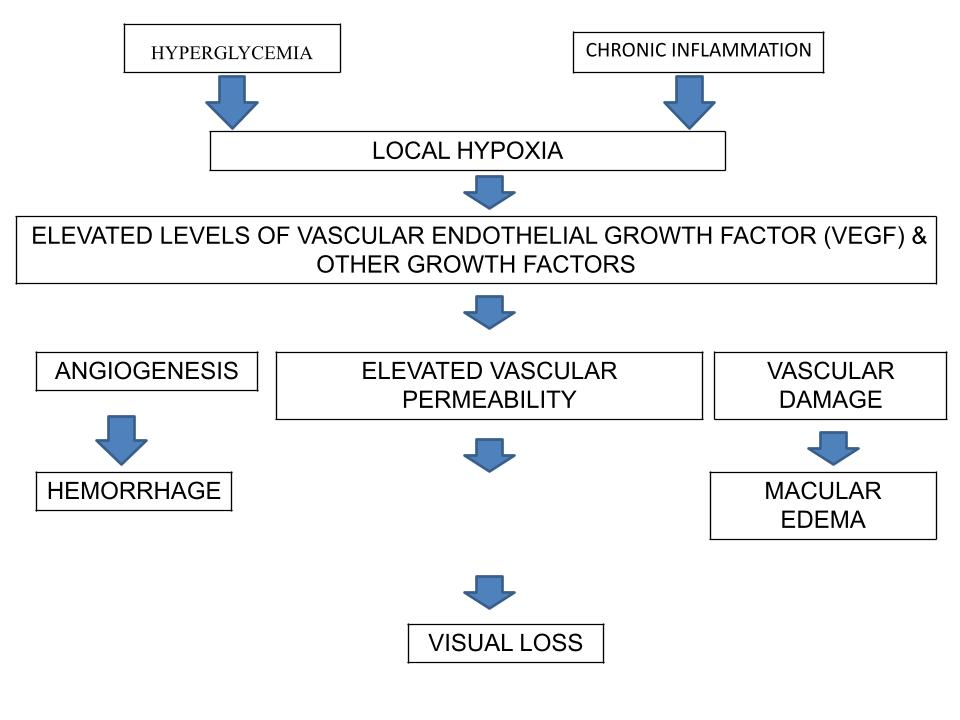 HYPERGLYCEMIA
CHRONIC INFLAMMATION
LOCAL HYPOXIA
ELEVATED LEVELS OF VASCULAR ENDOTHELIAL GROWTH FACTOR (VEGF) &
OTHER GROWTH FACTORS
ANGIOGENESIS
ELEVATED VASCULAR
PERMEABILITY
VASCULAR
DAMAGE
HEMORRHAGE
MACULAR
EDEMA
VISUAL LOSS